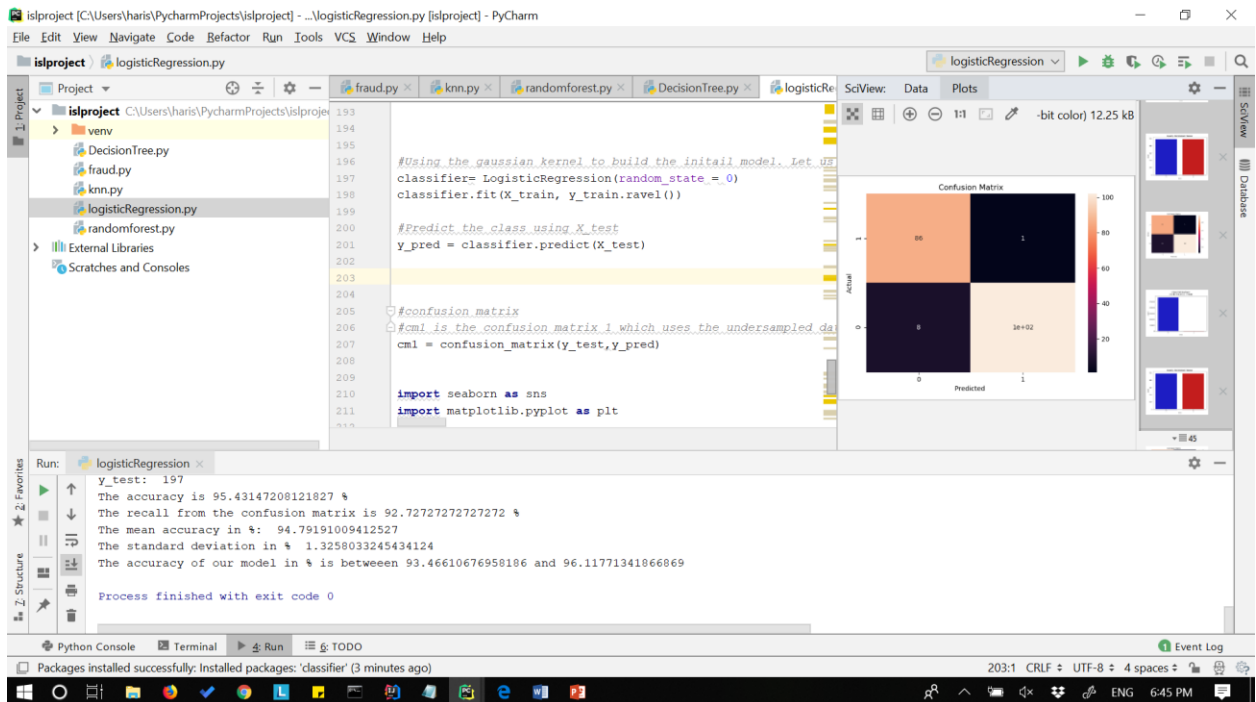 islproject [C:\Users\haris\PycharmProjects\islproject] - ...\logisticRegression.py [islproject] - PyCharm
File Edit View Navigate Code Refactor Run Tools VCS Window Help
islproject logisticRegression.py
logisticRegression
1: Project
Project
islproject C:\Users\haris\PycharmProjects\islproje
venv
DecisionTree.py
fraud.py
knn.py
logisticRegression.py
randomforest.py
External Libraries
Scratches and Consoles
fraud.py knn.py randomforest.py DecisionTree.py logisticRe
193
194
195
196 #Using the gaussian kernel to build the initail model. Let us
197 classifier= LogisticRegression(random_state = 0)
198 classifier.fit(X_train, y_train.ravel())
199
200 #Predict the class using X_test
201 y_pred = classifier.predict(X_test)
202
203
204
205 #confusion matrix
206 #cm1 is the confusion matrix 1 which uses the undersampled da
207 cm1 = confusion_matrix(y_test,y_pred)
208
209
210 import seaborn as sns
211 import matplotlib.pyplot as plt
212
SciView: Data Plots
1:1 -bit color) 12.25 kB
Confusion Matrix
Actual
1
0
86 1
8 1e+02
0 1
Predicted
100
80
60
40
20
45
SciView
Database
2: Favorites
Z: Structure
Run: logisticRegression
y_test: 197
The accuracy is 95.43147208121827 %
The recall from the confusion matrix is 92.72727272727272 %
The mean accuracy in %: 94.79191009412527
The standard deviation in % 1.3258033245434124
The accuracy of our model in % is betweeen 93.46610676958186 and 96.11771341866869
Process finished with exit code 0
Python Console Terminal 4: Run 6: TODO 1 Event Log
Packages installed successfully: Installed packages: 'classifier' (3 minutes ago) 203:1 CRLF UTF-8 4 spaces
ENG 6:45 PM